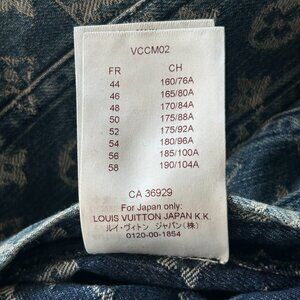 VCCM02
FR CH
44 160/76A
46 165/80A
48 170/84A
50 175/88A
52 175/92A
54 180/96A
56 185/100A
58 190/104A
CA 36929
For Japan only:
LOUIS VUITTON JAPAN K.K.
ルイ・ヴィトン ジャパン(株)
0120-00-1854